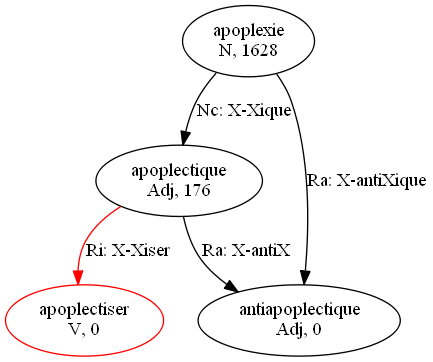 apoplexie
N, 1628
Nc: X-Xique
apoplectique
Adj, 176
Ra: X-antiXique
Ri: X-Xiser
Ra: X-antiX
apoplectiser
V, 0
antiapoplectique
Adj, 0